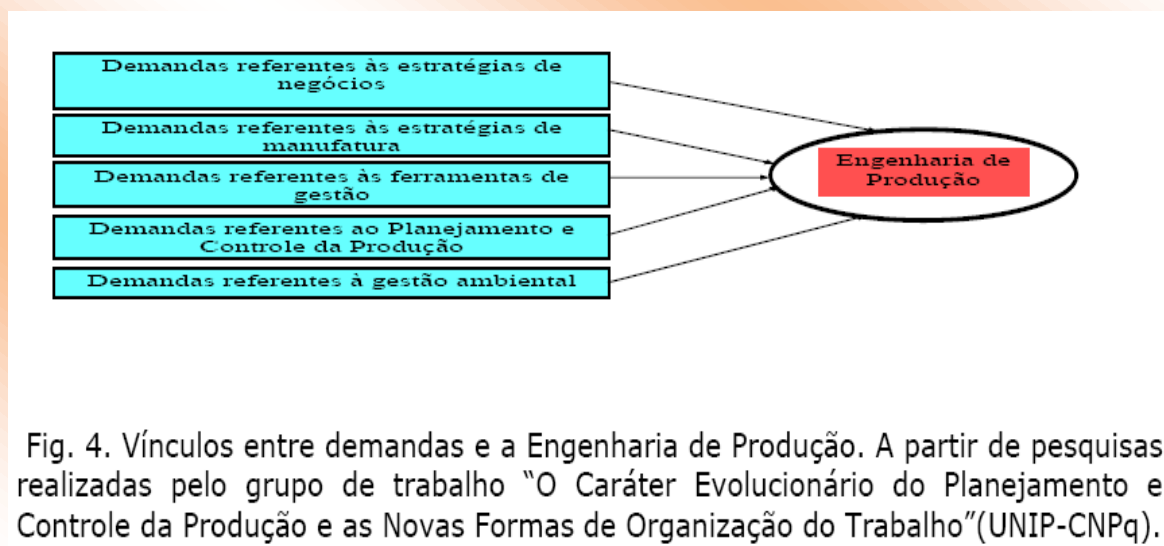 Demandas referentes às estratégias de
negócios
Demandas referentes às estratégias de
manufatura
Demandas referentes às ferramentas de
gestão
Demandas referentes ao Planejamento e
Controle da Produção
Demandas referentes à gestão ambiental
Engenharia de
Produção
Fig. 4. Vínculos entre demandas e a Engenharia de Produção. A partir de pesquisas
realizadas pelo grupo de trabalho “O Caráter Evolucionário do Planejamento e
Controle da Produção e as Novas Formas de Organização do Trabalho”(UNIP-CNPq).